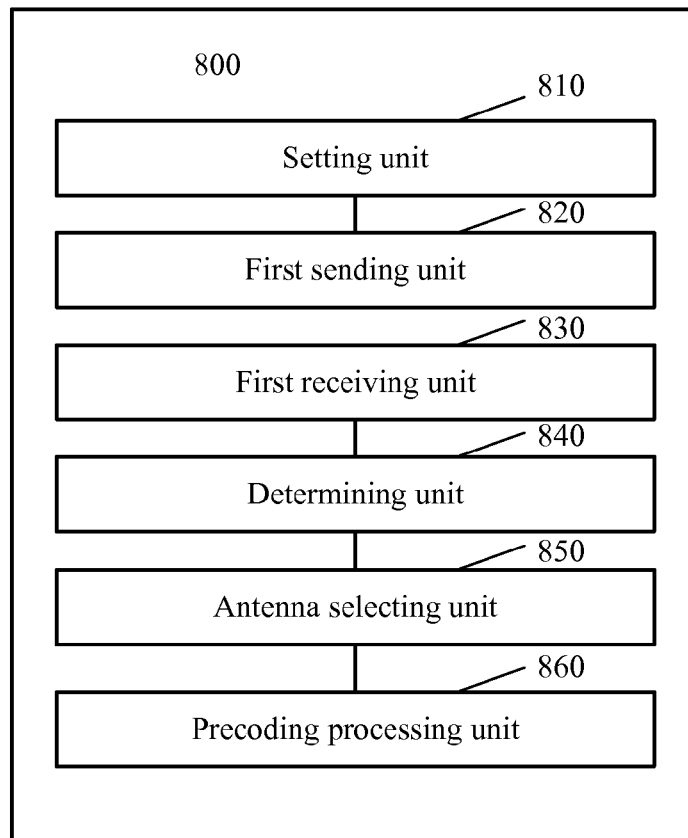 800
810
Setting unit
820
First sending unit
830
First receiving unit
840
Determining unit
850
Antenna selecting unit
860
Precoding processing unit